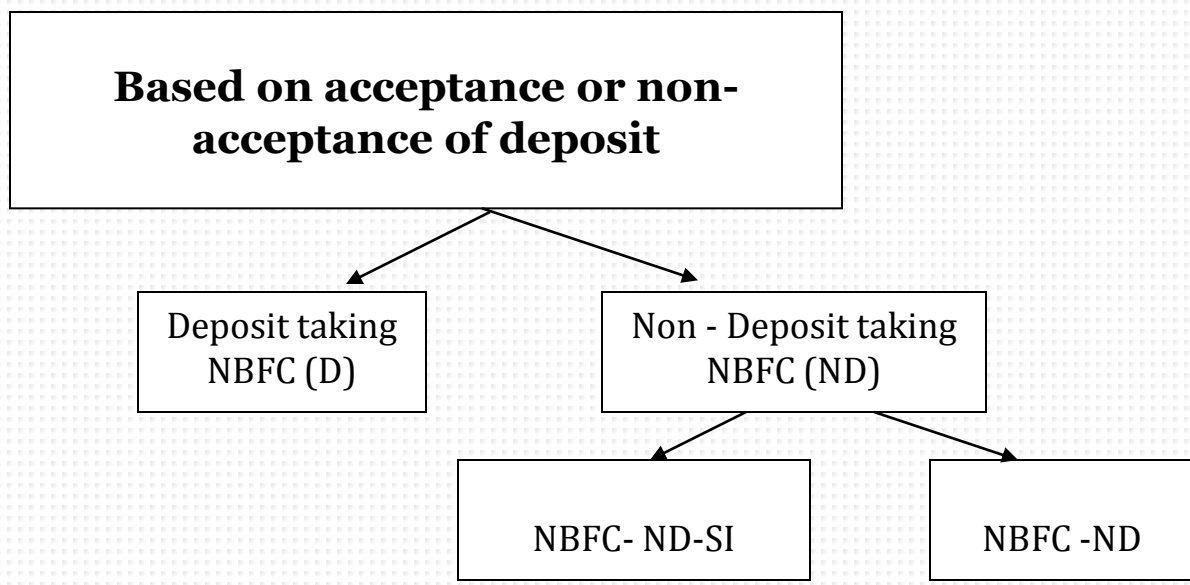 Based on acceptance or non-
acceptance of deposit
Deposit taking
NBFC (D)
Non - Deposit taking
NBFC (ND)
NBFC- ND-SI
NBFC -ND